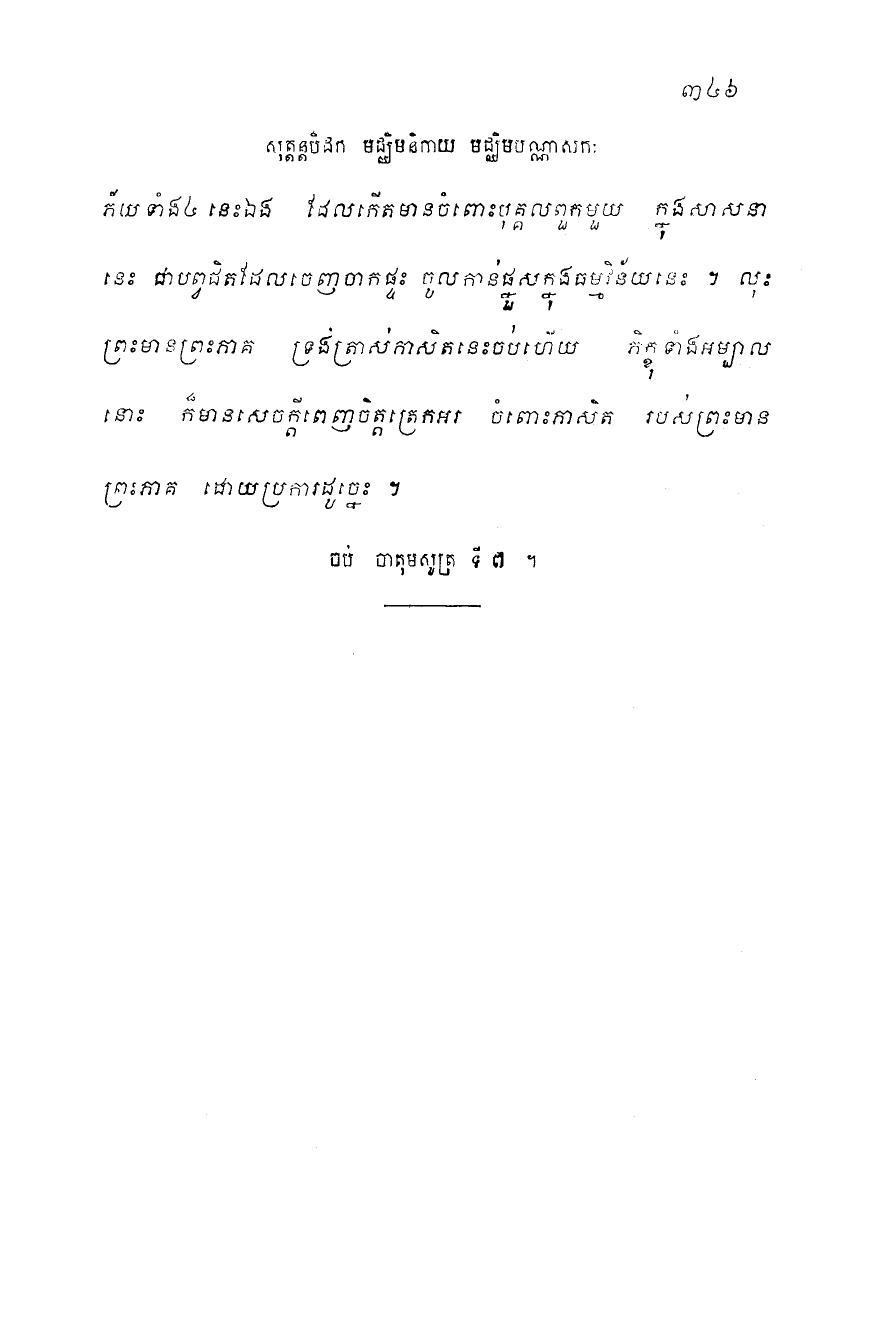 ៣៤៦
សុត្តន្តបិដក មជ្ឈិមនិកាយ មជ្ឈិមបណ្ណាសកៈ
ភ័យទាំង៤នេះឯង ដែលកើតមានចំពោះបុគ្គលពួកមួយ ក្នុងសាសនា
នេះ ជាបព្វជិតដែលចេញចាកផ្ទះ ចូលកាន់ផ្នួសក្នុងធម្មវិន័យនេះ ។ លុះ
ព្រះមានព្រះភាគ ទ្រង់ត្រាស់ភាសិតនេះចប់ហើយ ភិក្ខុទាំងអម្បាល
នោះ ក៏មានសេចក្តីពេញចិត្តត្រេកអរ ចំពោះភាសិត របស់ព្រះមាន
ព្រះភាគ ដោយប្រការដូច្នេះ ។
ចប់ ចាតុមសូត្រ ទី ៧ ។